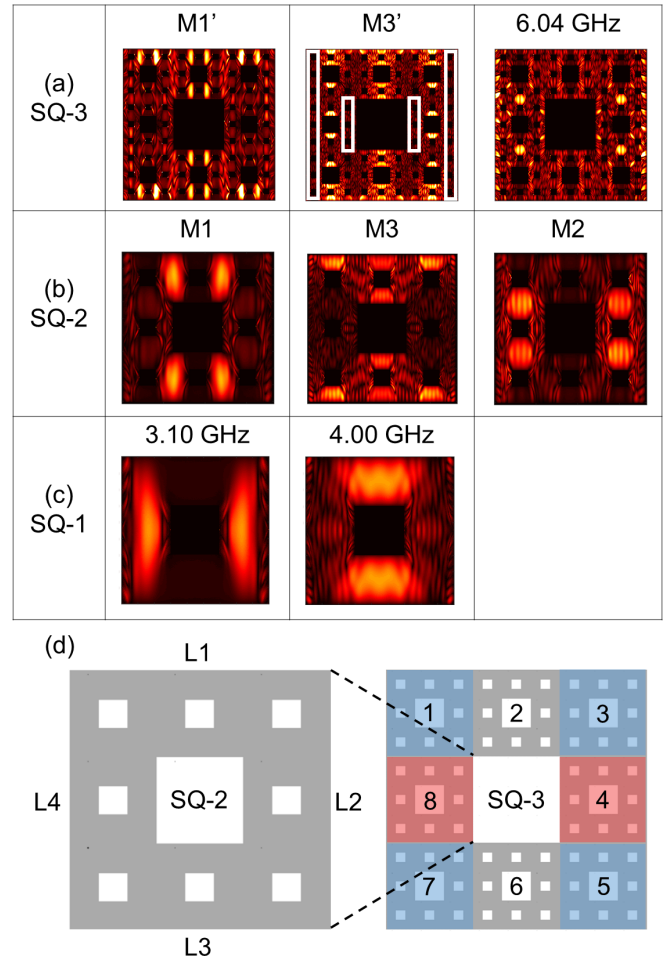 M1’ M3’ 6.04 GHz
(a)
SQ-3
M1 M3 M2
(b)
SQ-2
3.10 GHz 4.00 GHz
(c)
SQ-1
(d)
L1
L4 SQ-2 L2
L3
1 2 3
8 SQ-3 4
7 6 5